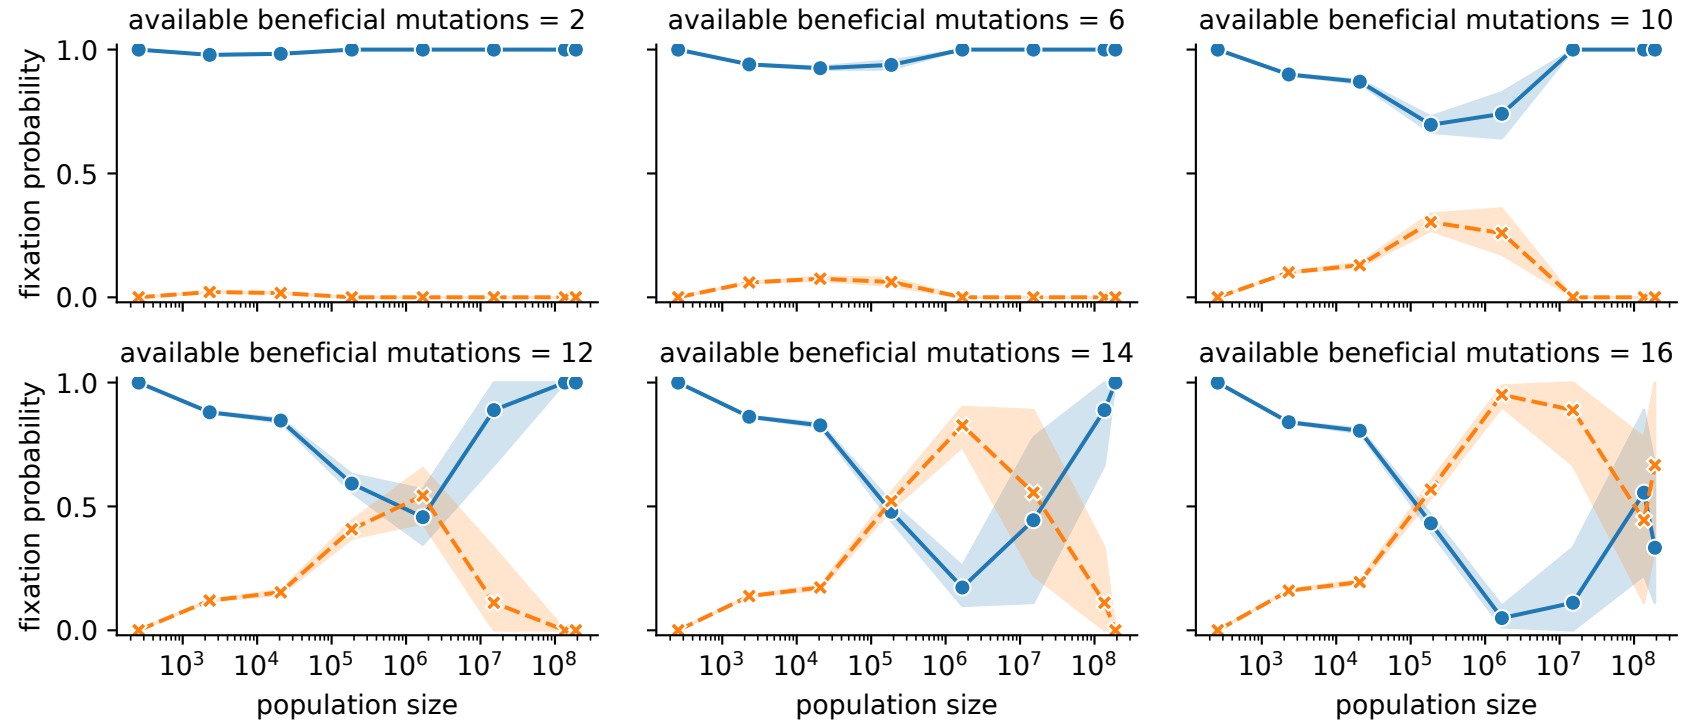 available beneficial mutations = 2
available beneficial mutations = 6
available beneficial mutations = 10
fixation probability
1.0
0.5
0.0
available beneficial mutations = 12
available beneficial mutations = 14
available beneficial mutations = 16
fixation probability
1.0
0.5
0.0
10³ 10⁴ 10⁵ 10⁶ 10⁷ 10⁸
10³ 10⁴ 10⁵ 10⁶ 10⁷ 10⁸
10³ 10⁴ 10⁵ 10⁶ 10⁷ 10⁸
population size
population size
population size